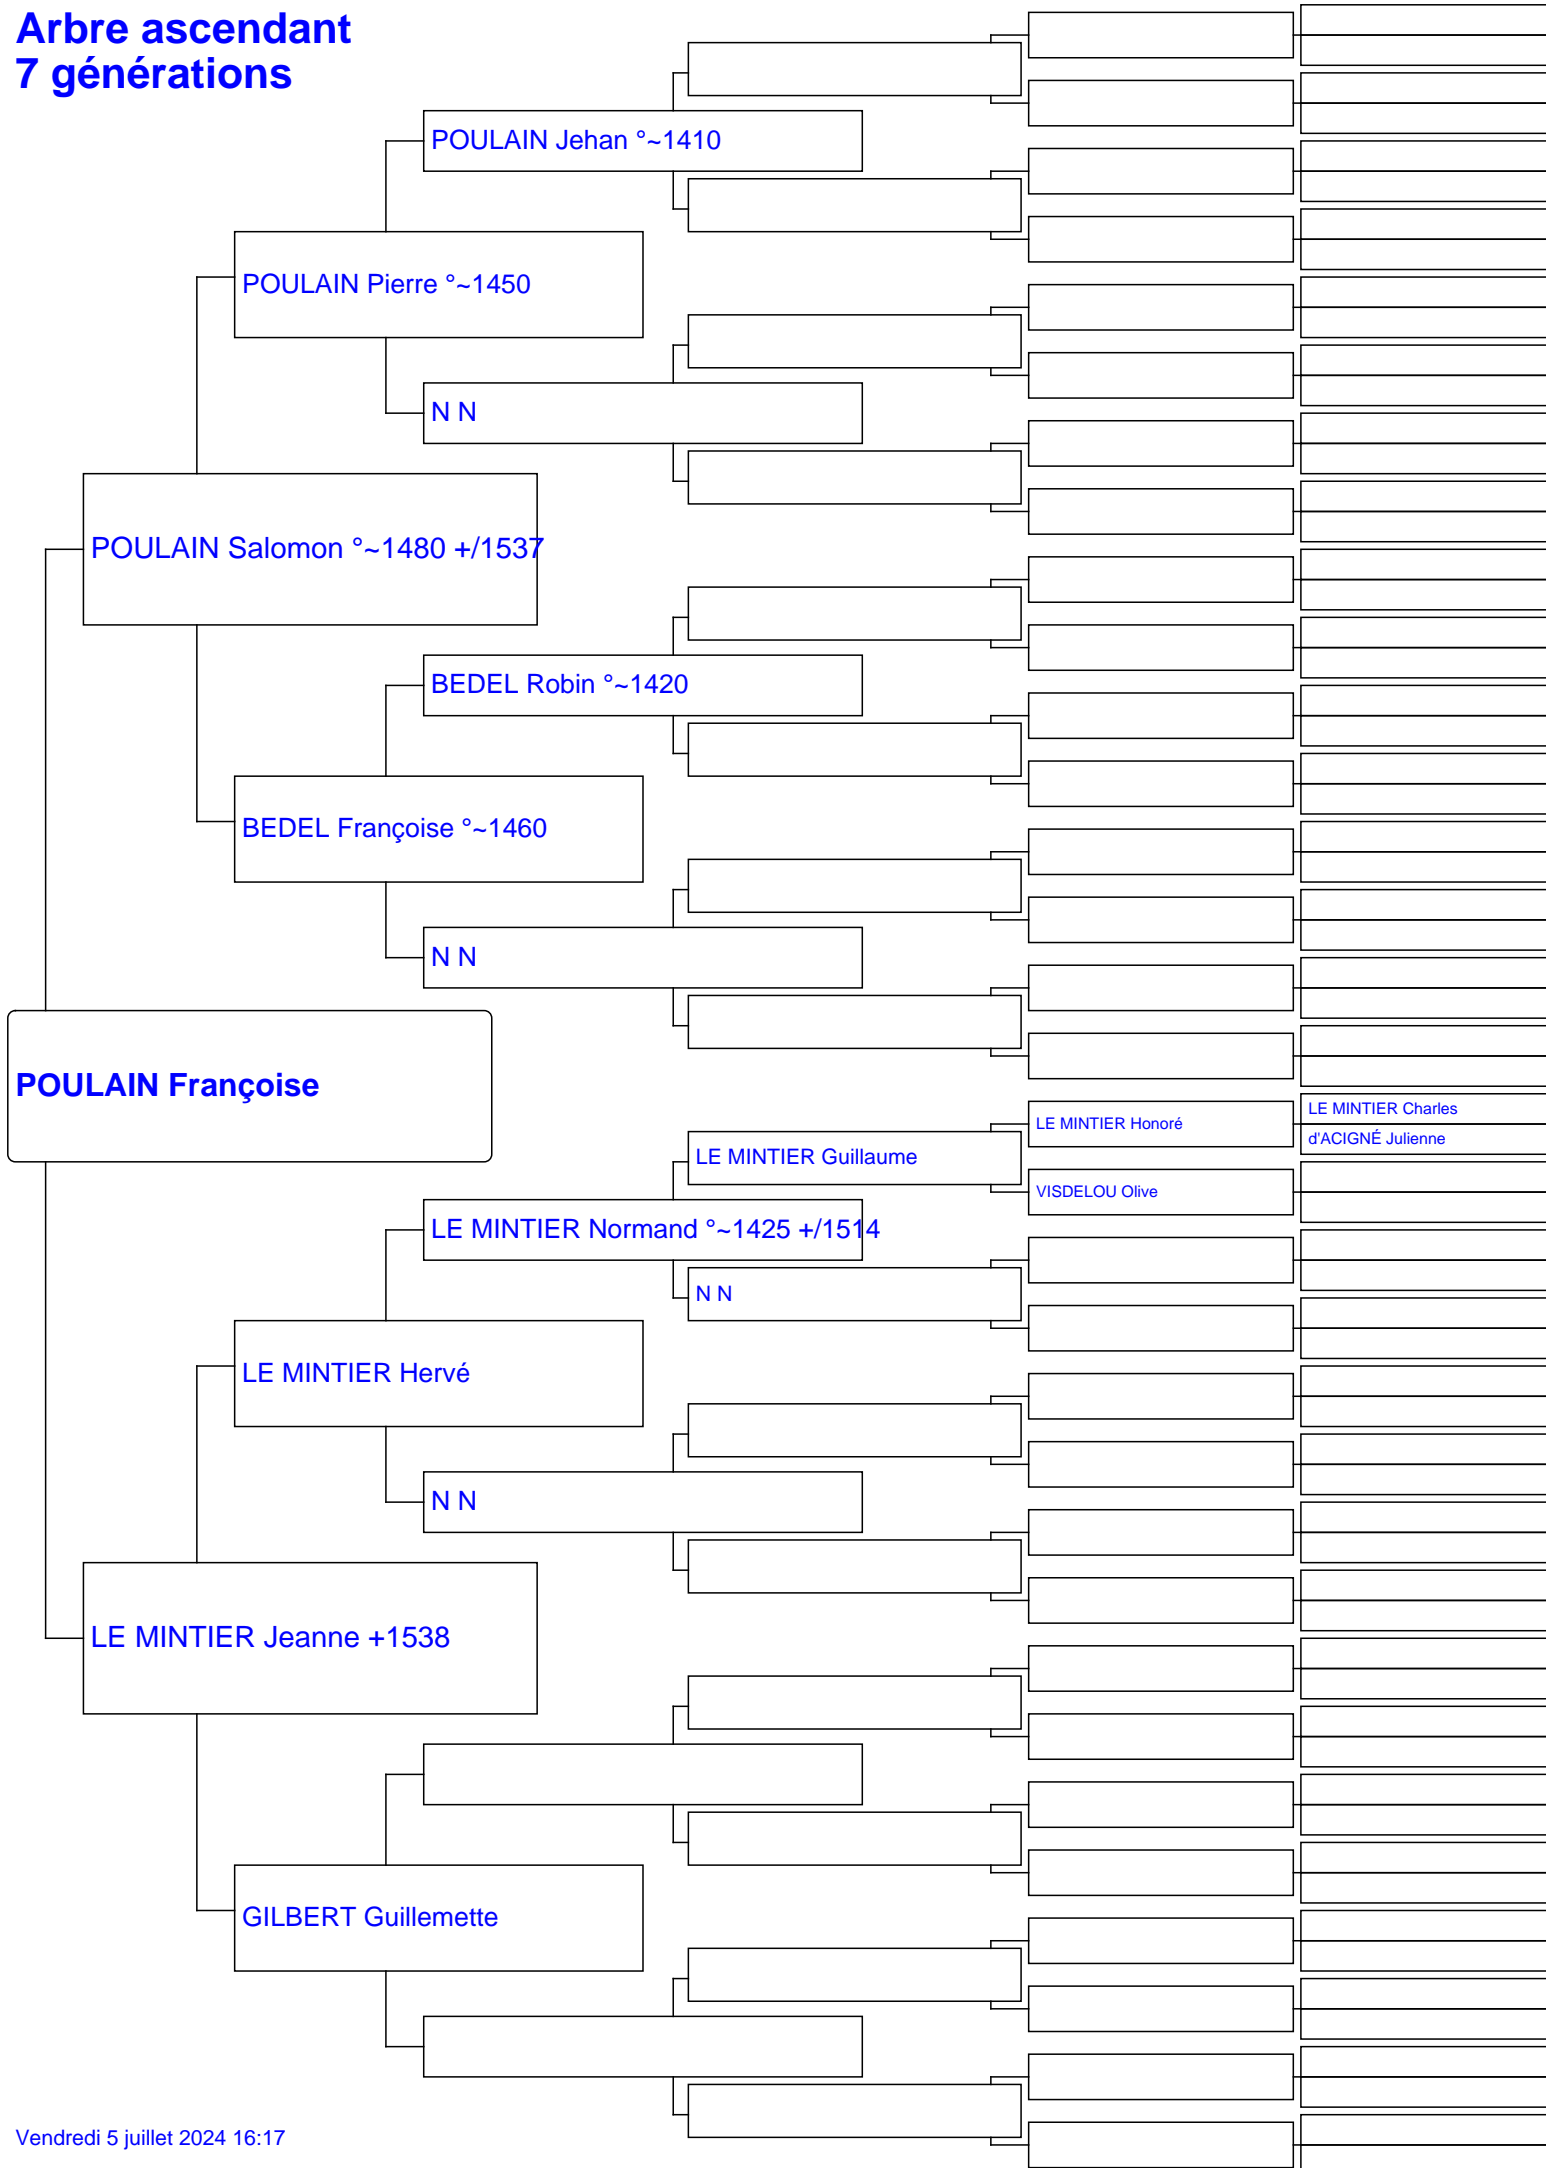 Arbre ascendant
7 générations
POULAIN Jehan °~1410
POULAIN Pierre °~1450
N N
POULAIN Salomon °~1480 +/1537
BEDEL Robin °~1420
BEDEL Françoise °~1460
N N
POULAIN Françoise
LE MINTIER Charles
LE MINTIER Honoré
d'ACIGNÉ Julienne
LE MINTIER Guillaume
VISDELOU Olive
LE MINTIER Normand °~1425 +/1514
N N
LE MINTIER Hervé
N N
LE MINTIER Jeanne +1538
GILBERT Guillemette
Vendredi 5 juillet 2024 16:17